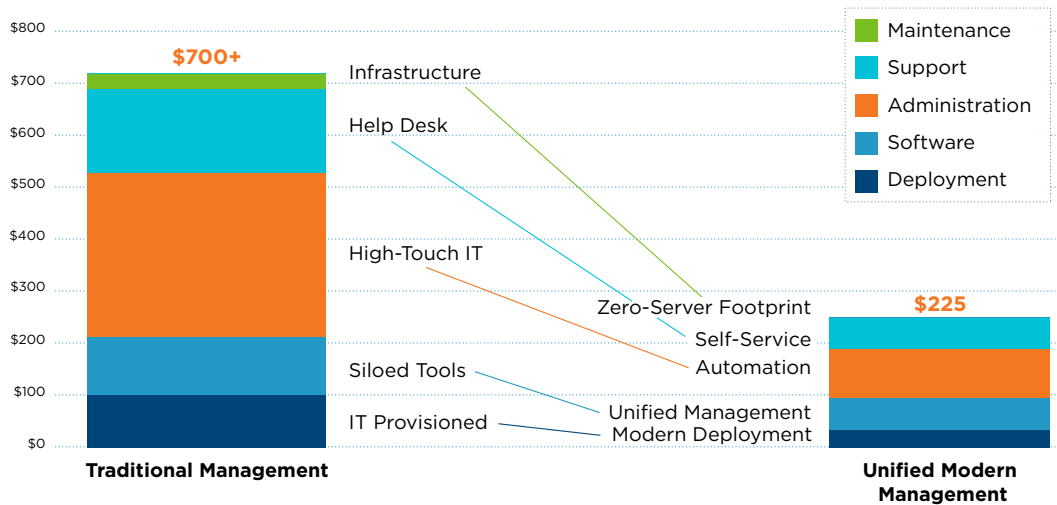 $800
$700
$600
$500
$400
$300
$200
$100
$0
$700+
Infrastructure
Help Desk
High-Touch IT
Siloed Tools
IT Provisioned
Zero-Server Footprint
Self-Service
Automation
Unified Management
Modern Deployment
$225
Maintenance
Support
Administration
Software
Deployment
Traditional Management
Unified Modern
Management